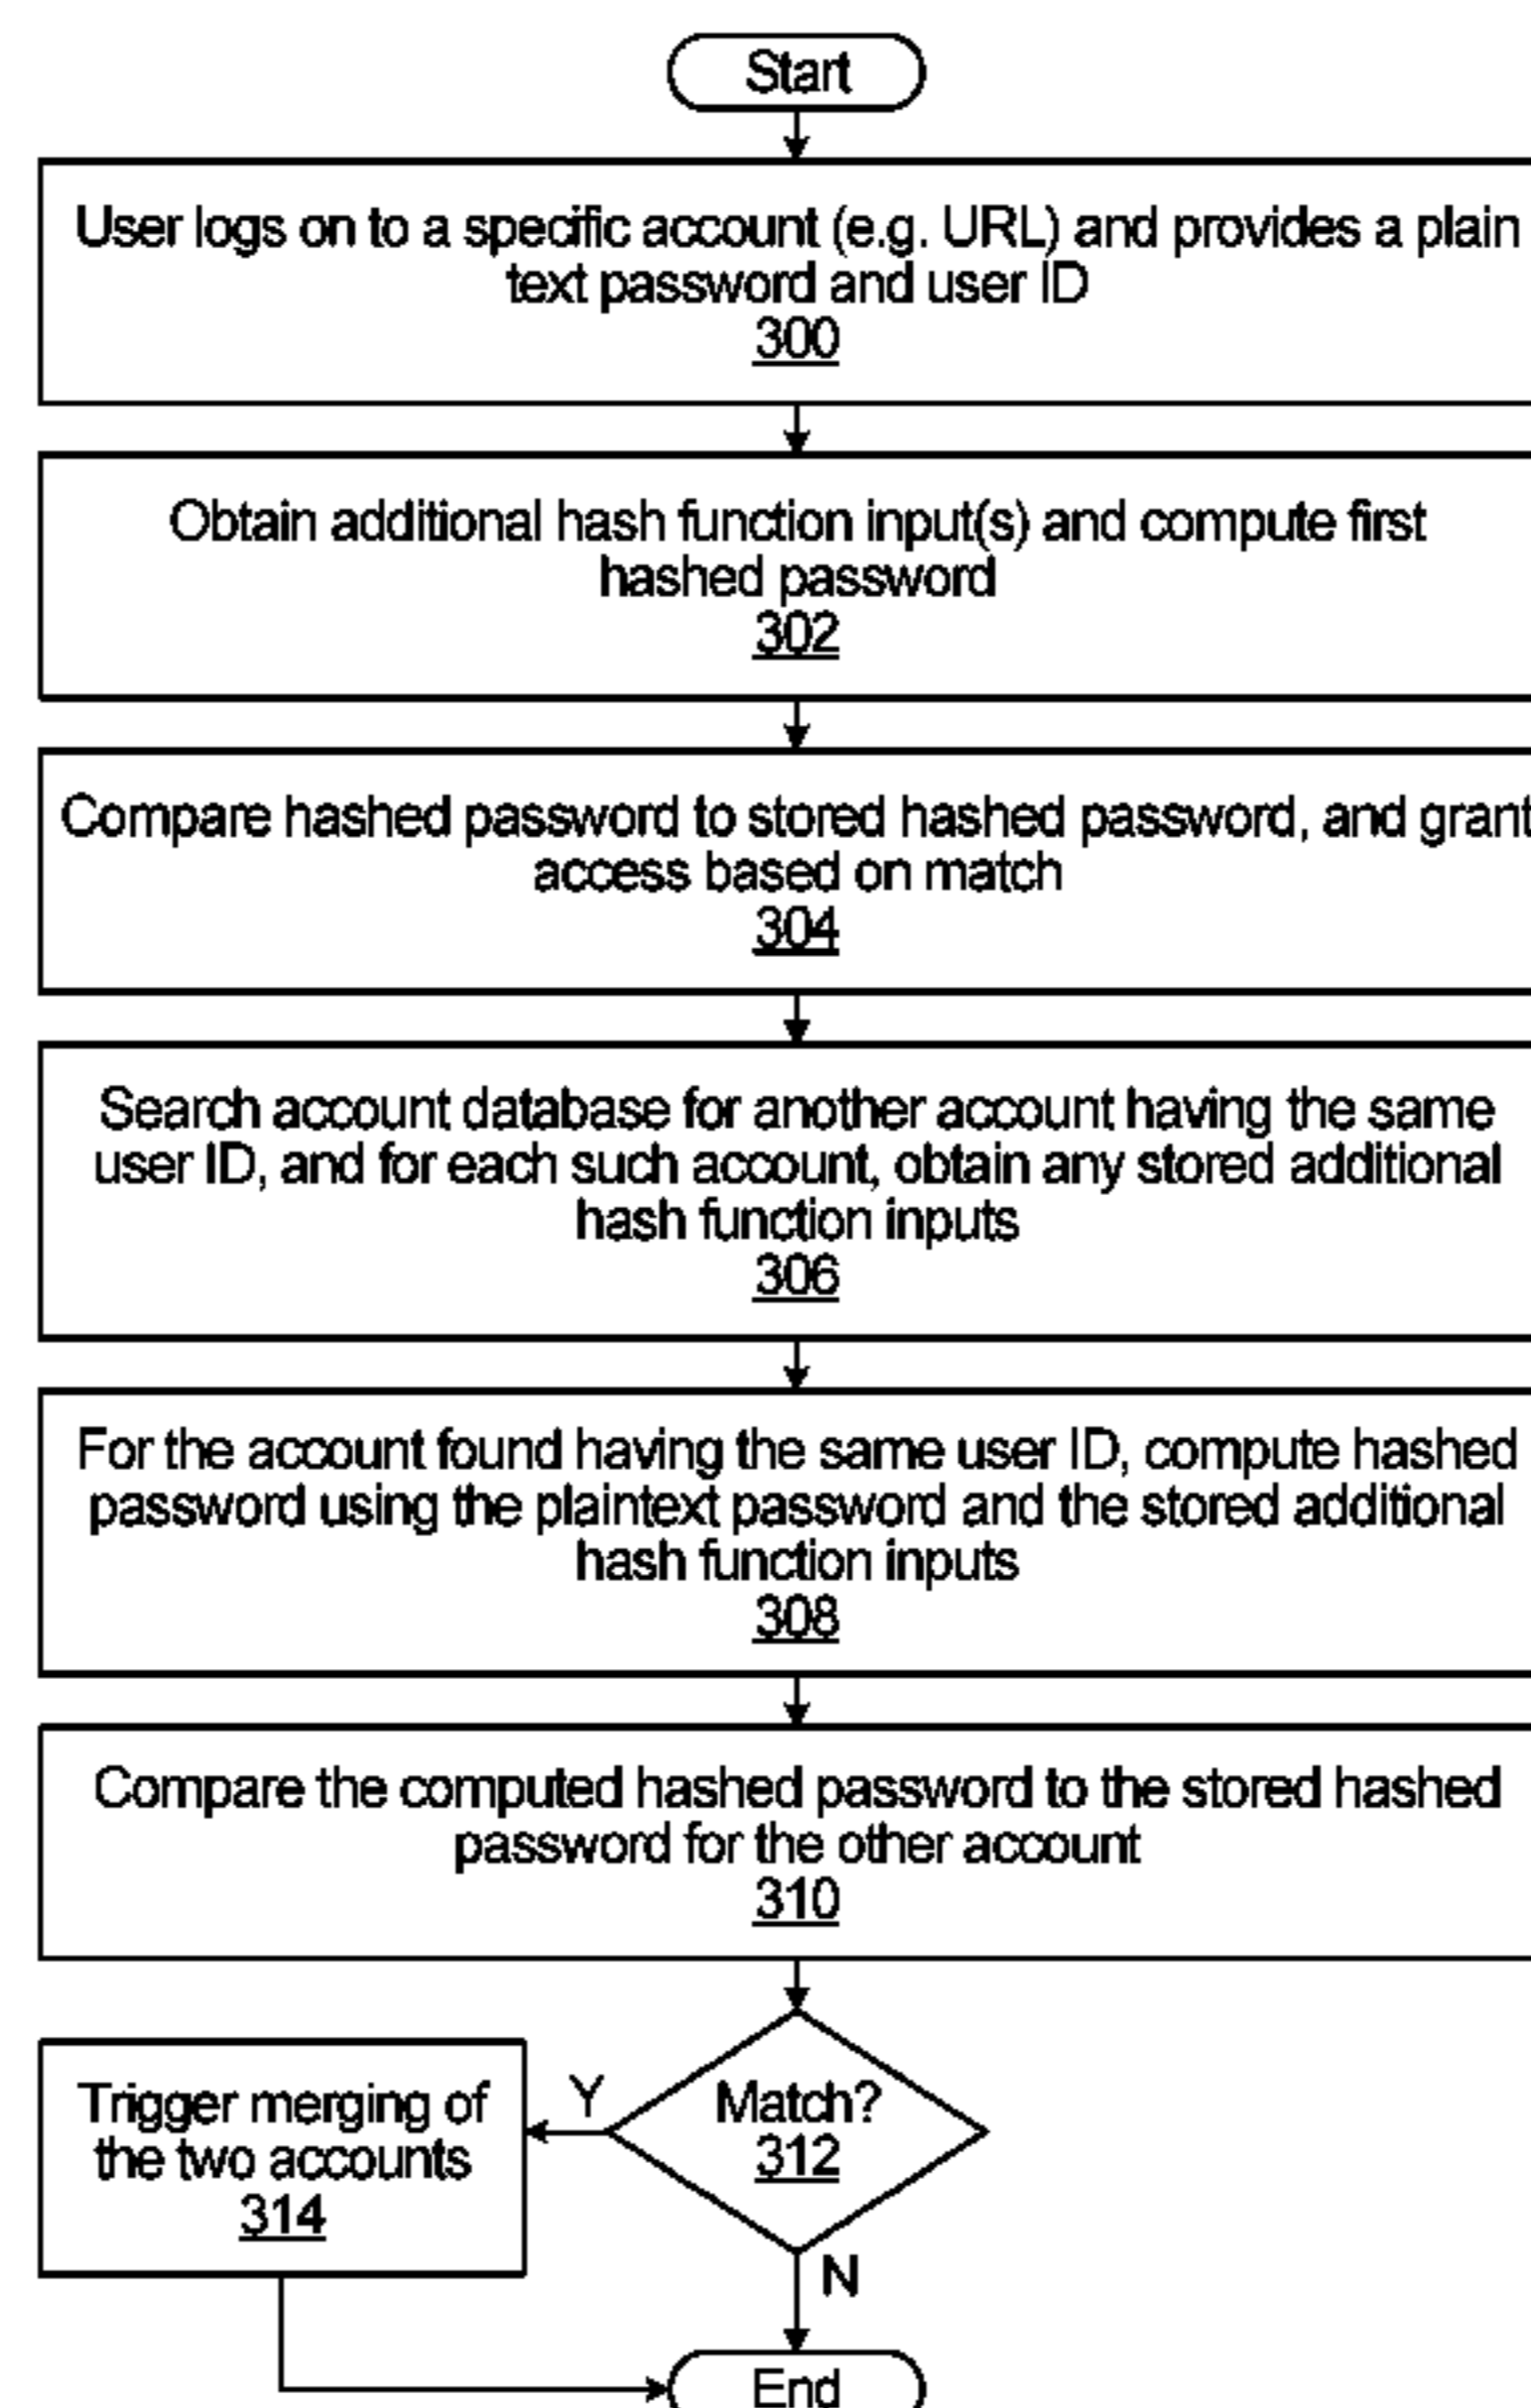 Start
User logs on to a specific account (e.g. URL) and provides a plain
text password and user ID
300
Obtain additional hash function input(s) and compute first
hashed password
302
Compare hashed password to stored hashed password, and grant
access based on match
304
Search account database for another account having the same
user ID, and for each such account, obtain any stored additional
hash function inputs
306
For the account found having the same user ID, compute hashed
password using the plaintext password and the stored additional
hash function inputs
308
Compare the computed hashed password to the stored hashed
password for the other account
310
Match?
312
Y
Trigger merging of
the two accounts
314
N
End